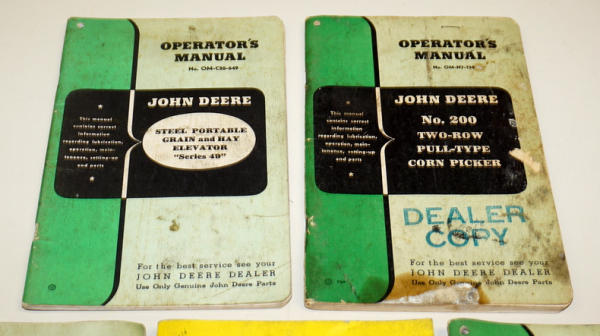 OPERATOR'S
MANUAL
No. OM-C20-649
This manual
contains correct
information
regarding lubrication,
operation, main-
tenance, setting-up
and parts
JOHN DEERE
STEEL PORTABLE
GRAIN and HAY
ELEVATOR
"Series 49"
For the best service see your
JOHN DEERE DEALER
Use Only Genuine John Deere Parts
OPERATOR'S
MANUAL
This manual
contains correct
information
regarding lubrication,
operation, main-
tenance, setting-up
and parts
JOHN DEERE
No. 200
TWO-ROW
PULL-TYPE
CORN PICKER
DEALER
COPY
For the best service see your
JOHN DEERE DEALER
Use Only Genuine John Deere Parts